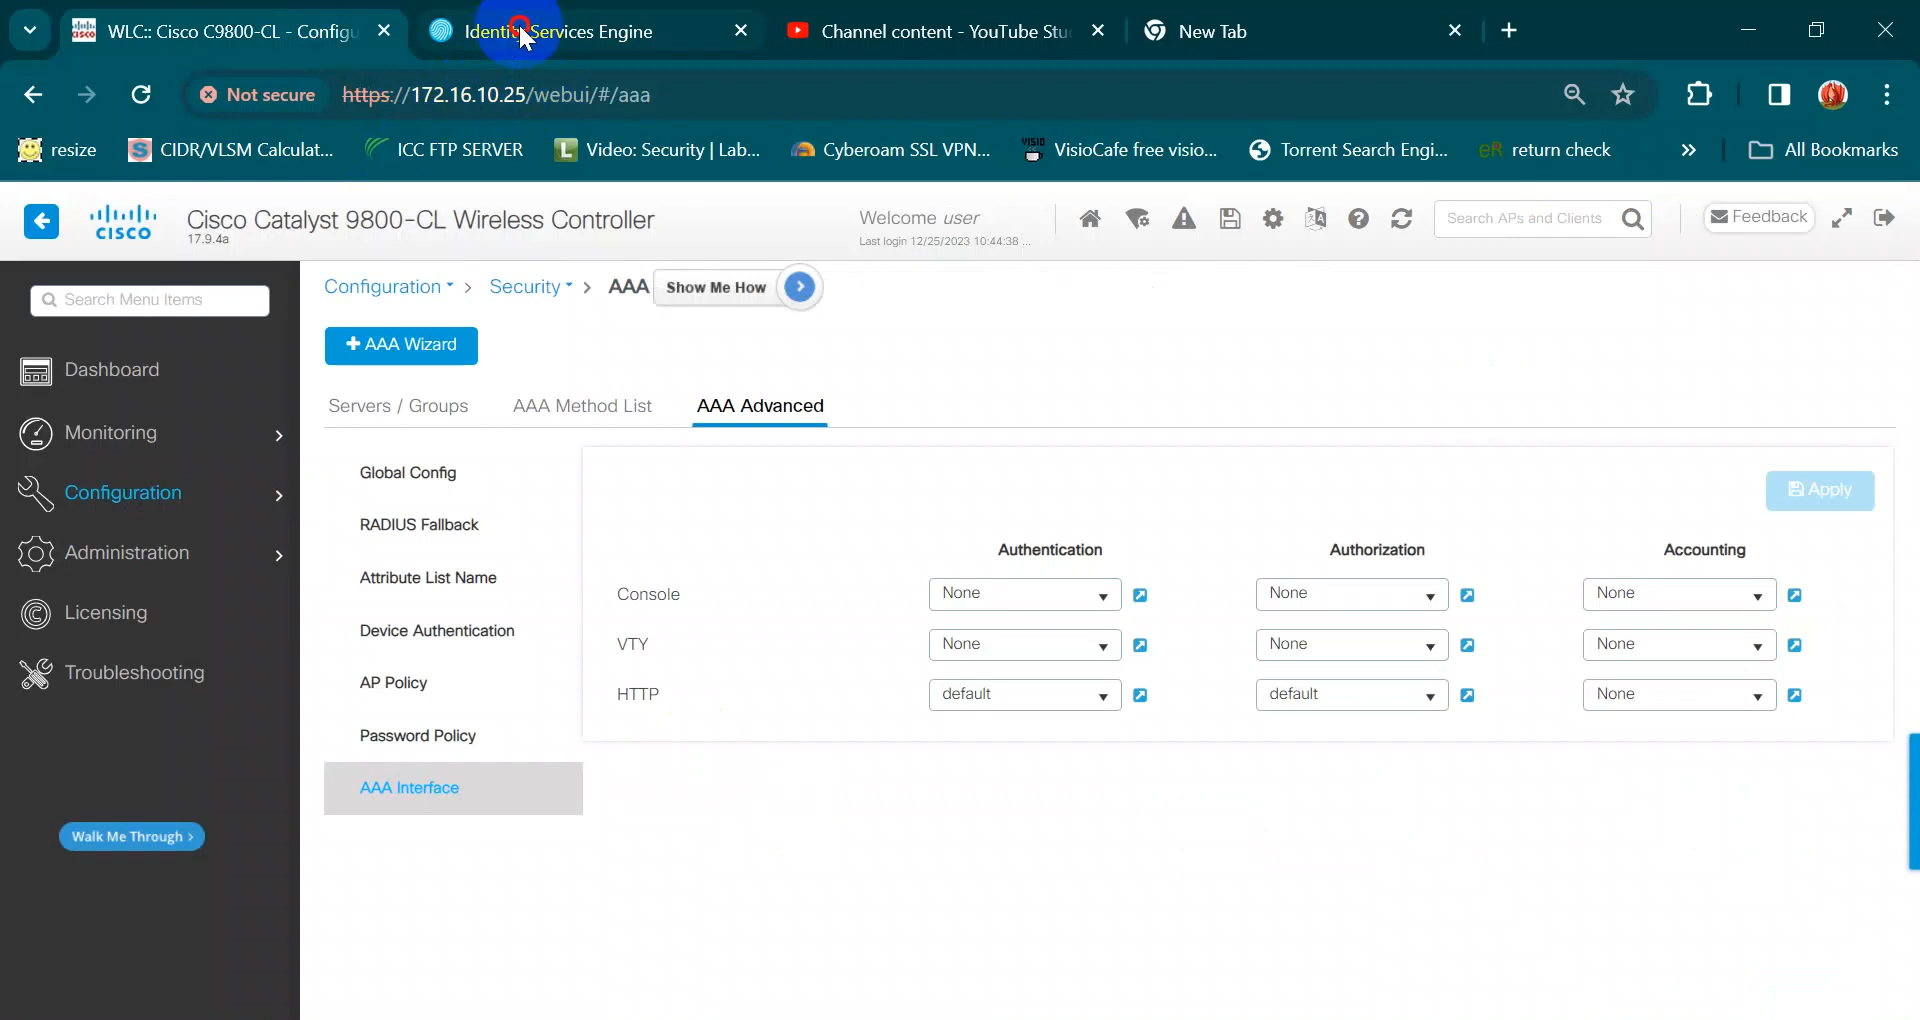 WLC:: Cisco C9800-CL - Configu
Identity Services Engine
Channel content - YouTube Stu
New Tab
Not secure
https://172.16.10.25/webui/#/aaa
resize
CIDR/VLSM Calculat...
ICC FTP SERVER
Video: Security | Lab...
Cyberoam SSL VPN...
VisioCafe free visio...
Torrent Search Engi...
eR return check
All Bookmarks
CISCO
Cisco Catalyst 9800-CL Wireless Controller
17.9.4a
Welcome user
Last login 12/25/2023 10:44:38 ...
Search APs and Clients
Feedback
Search Menu Items
Dashboard
Monitoring
Configuration
Administration
Licensing
Troubleshooting
Walk Me Through >
Configuration > Security > AAA
Show Me How
+ AAA Wizard
Servers / Groups
AAA Method List
AAA Advanced
Global Config
RADIUS Fallback
Attribute List Name
Device Authentication
AP Policy
Password Policy
AAA Interface
Apply
Authentication Authorization Accounting
Console None None None
VTY None None None
HTTP default default None